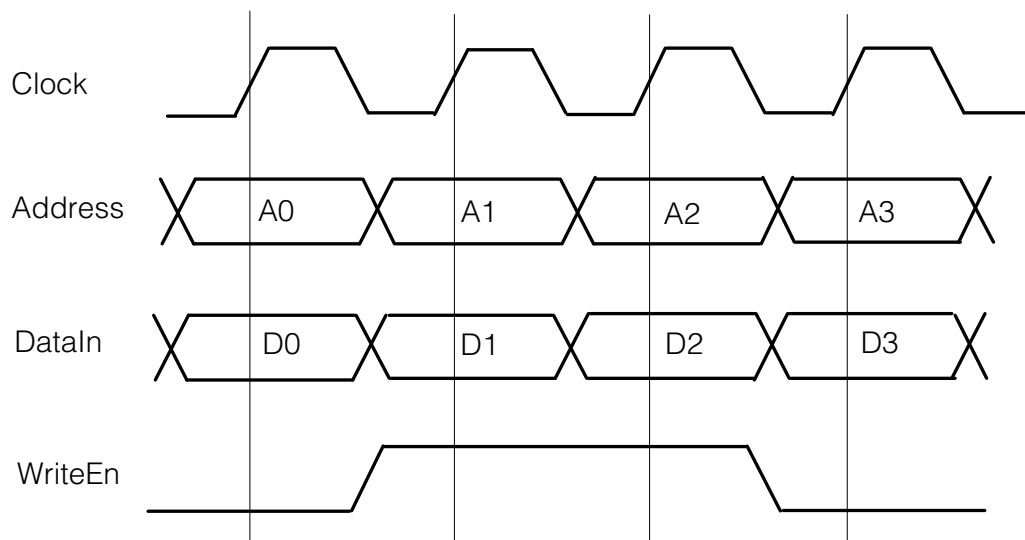 Clock
Address A0 A1 A2 A3
DataIn D0 D1 D2 D3
WriteEn